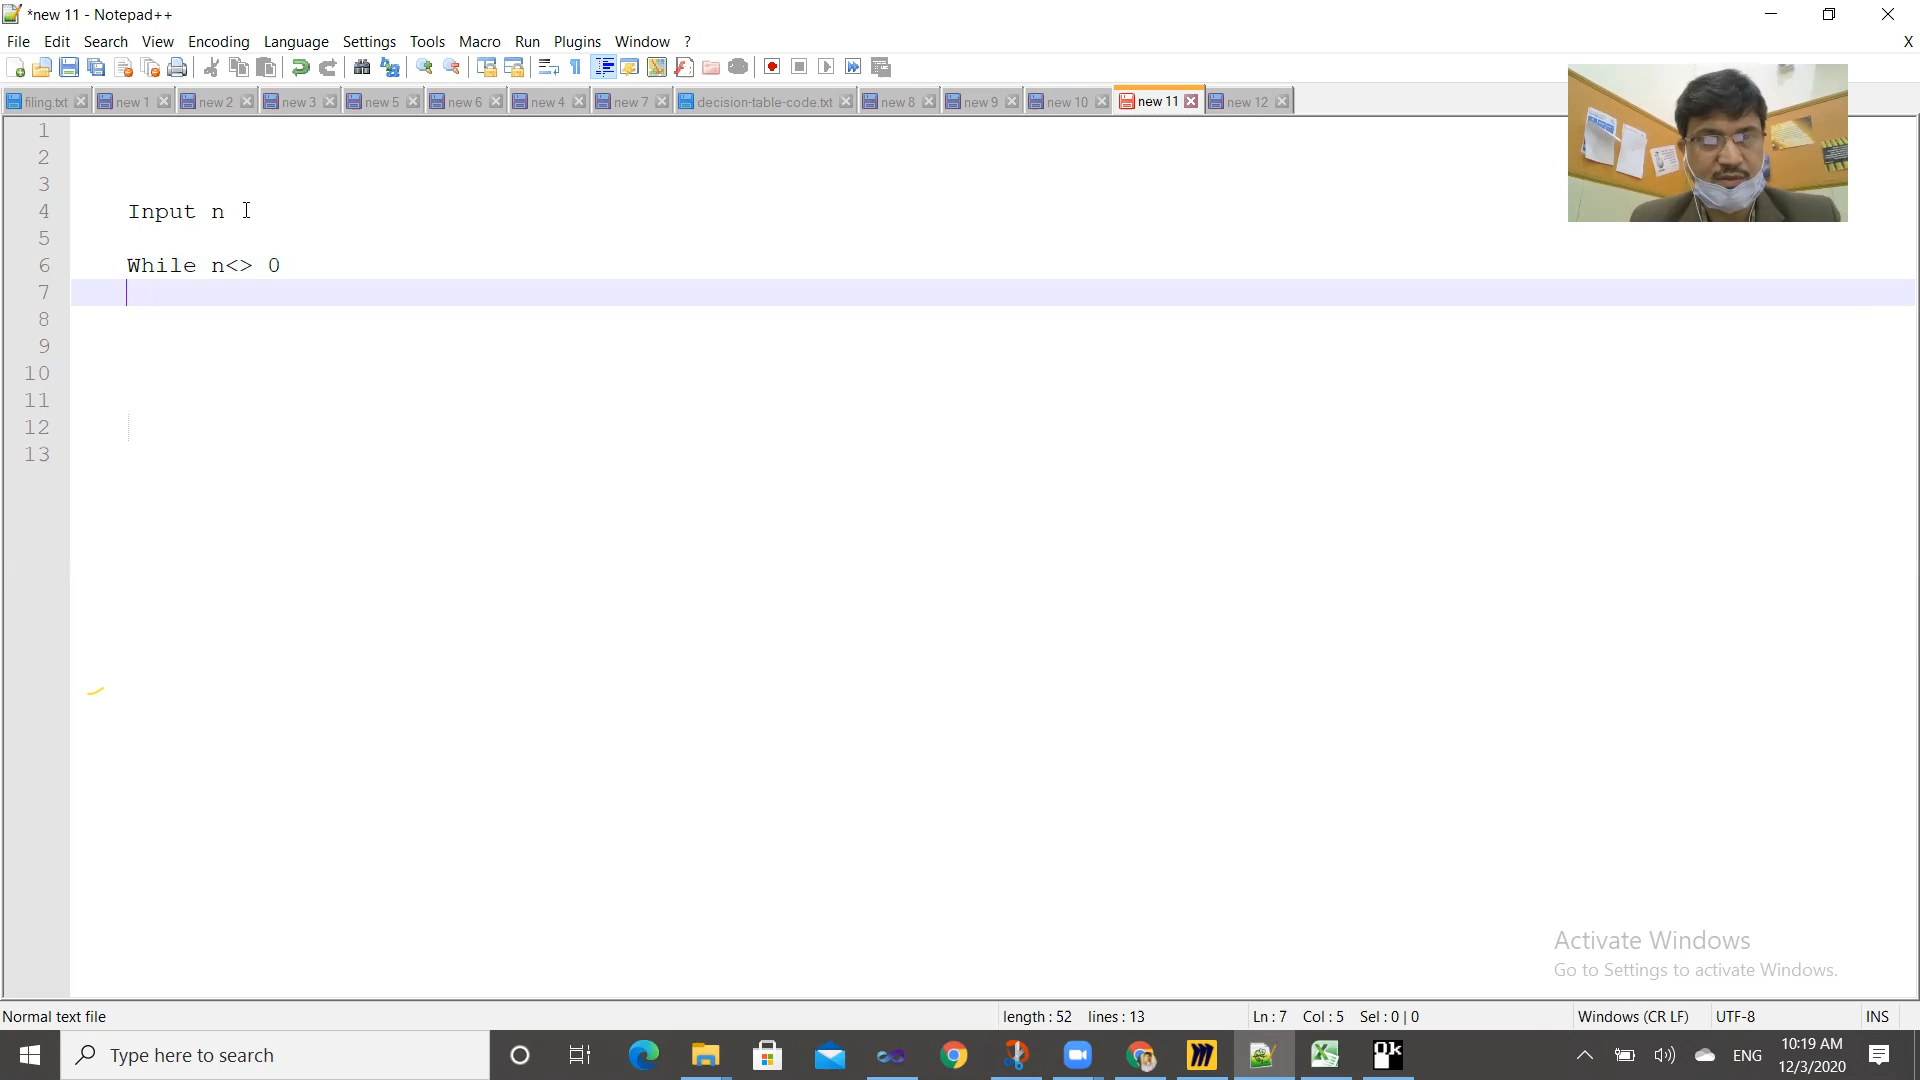 *new 11 - Notepad++
File Edit Search View Encoding Language Settings Tools Macro Run Plugins Window ? X
filing.txt new 1 new 2 new 3 new 5 new 6 new 4 new 7 decision-table-code.txt new 8 new 9 new 10 new 11 new 12
1
2
3
4 Input n
5
6 While n<> 0
7
8
9
10
11
12
13
Activate Windows
Go to Settings to activate Windows.
Normal text file length : 52 lines : 13 Ln : 7 Col : 5 Sel : 0 | 0 Windows (CR LF) UTF-8 INS
Type here to search ENG 10:19 AM
12/3/2020